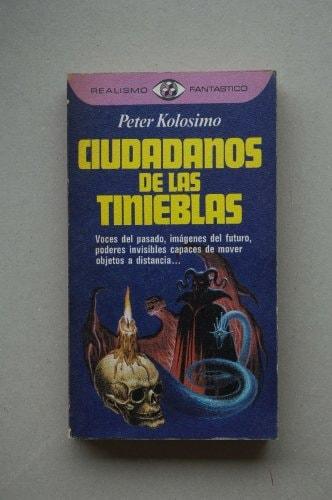 REALISMO FANTASTICO
Peter Kolosimo
CIUDADANOS
DE LAS
TINIEBLAS
Voces del pasado, imágenes del futuro,
poderes invisibles capaces de mover
objetos a distancia...